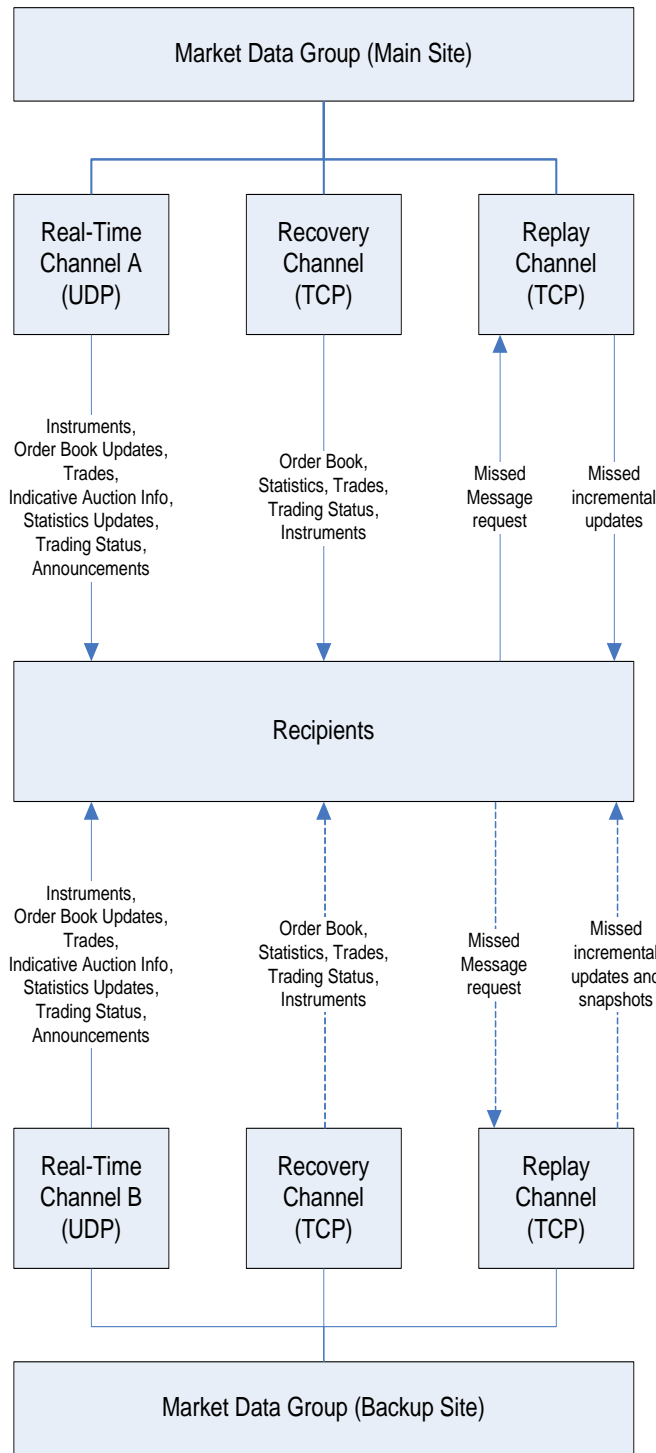 Market Data Group (Main Site)
Real-Time
Channel A
(UDP)
Recovery
Channel
(TCP)
Replay
Channel
(TCP)
Instruments,
Order Book Updates,
Trades,
Indicative Auction Info,
Statistics Updates,
Trading Status,
Announcements
Order Book,
Statistics, Trades,
Trading Status,
Instruments
Missed
Message
request
Missed
incremental
updates
Recipients
Instruments,
Order Book Updates,
Trades,
Indicative Auction Info,
Statistics Updates,
Trading Status,
Announcements
Order Book,
Statistics, Trades,
Trading Status,
Instruments
Missed
Message
request
Missed
incremental
updates and
snapshots
Real-Time
Channel B
(UDP)
Recovery
Channel
(TCP)
Replay
Channel
(TCP)
Market Data Group (Backup Site)